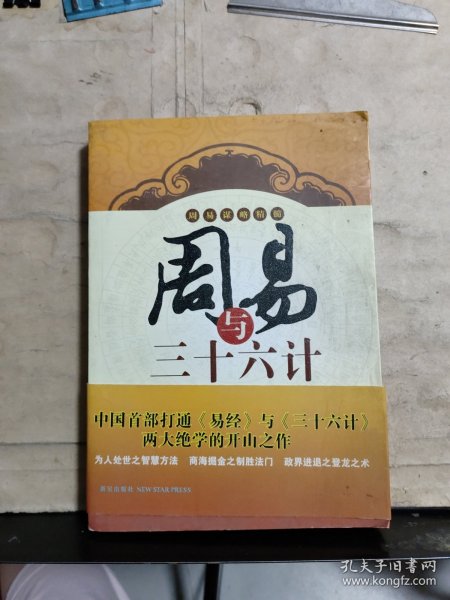 周易谋略精髓
周易
与
三十六计
中国首部打通《易经》与《三十六计》
两大绝学的开山之作
为人处世之智慧方法 商海掘金之制胜法门 政界进退之登龙之术
新星出版社 NEW STAR PRESS
孔夫子旧书网
www.kongfz.com